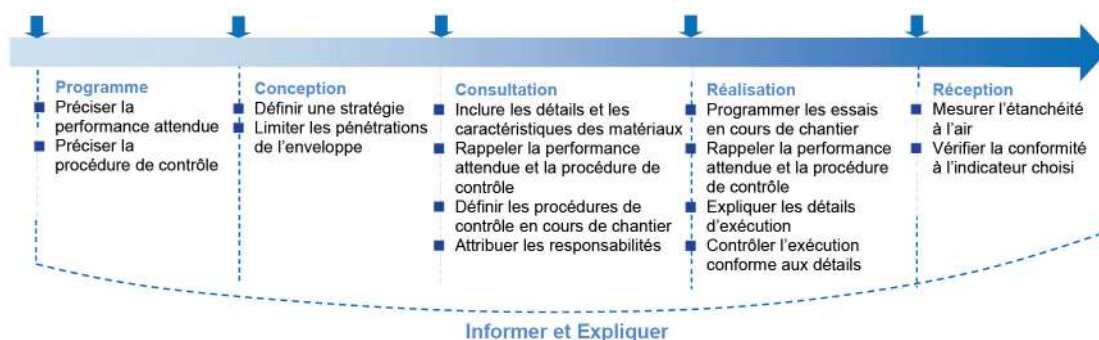 Programme
Préciser la
performance attendue
Préciser la
procédure de contrôle
Conception
Définir une stratégie
Limiter les pénétrations
de l'enveloppe
Consultation
Inclure les détails et les
caractéristiques des matériaux
Rappeler la performance
attendue et la procédure de
contrôle
Définir les procédures de
contrôle en cours de chantier
Attribuer les responsabilités
Réalisation
Programmer les essais
en cours de chantier
Rappeler la performance
attendue et la procédure
de contrôle
Expliquer les détails
d'exécution
Contrôler l'exécution
conforme aux détails
Réception
Mesurer l'étanchéité
à l'air
Vérifier la conformité
à l'indicateur choisi
Informer et Expliquer